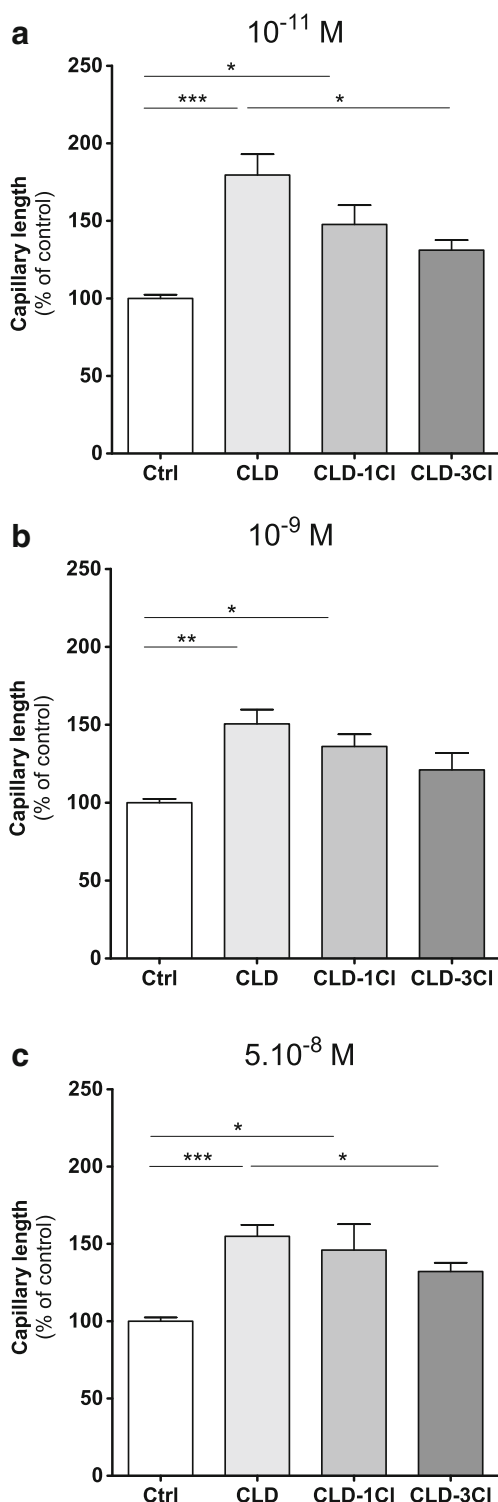 a
10⁻¹¹ M
Capillary length
(% of control)
250
200
150
100
50
0
*
*** *
Ctrl CLD CLD-1Cl CLD-3Cl
b
10⁻⁹ M
Capillary length
(% of control)
250
200
150
100
50
0
*
**
Ctrl CLD CLD-1Cl CLD-3Cl
c
5.10⁻⁸ M
Capillary length
(% of control)
250
200
150
100
50
0
*
*** *
Ctrl CLD CLD-1Cl CLD-3Cl